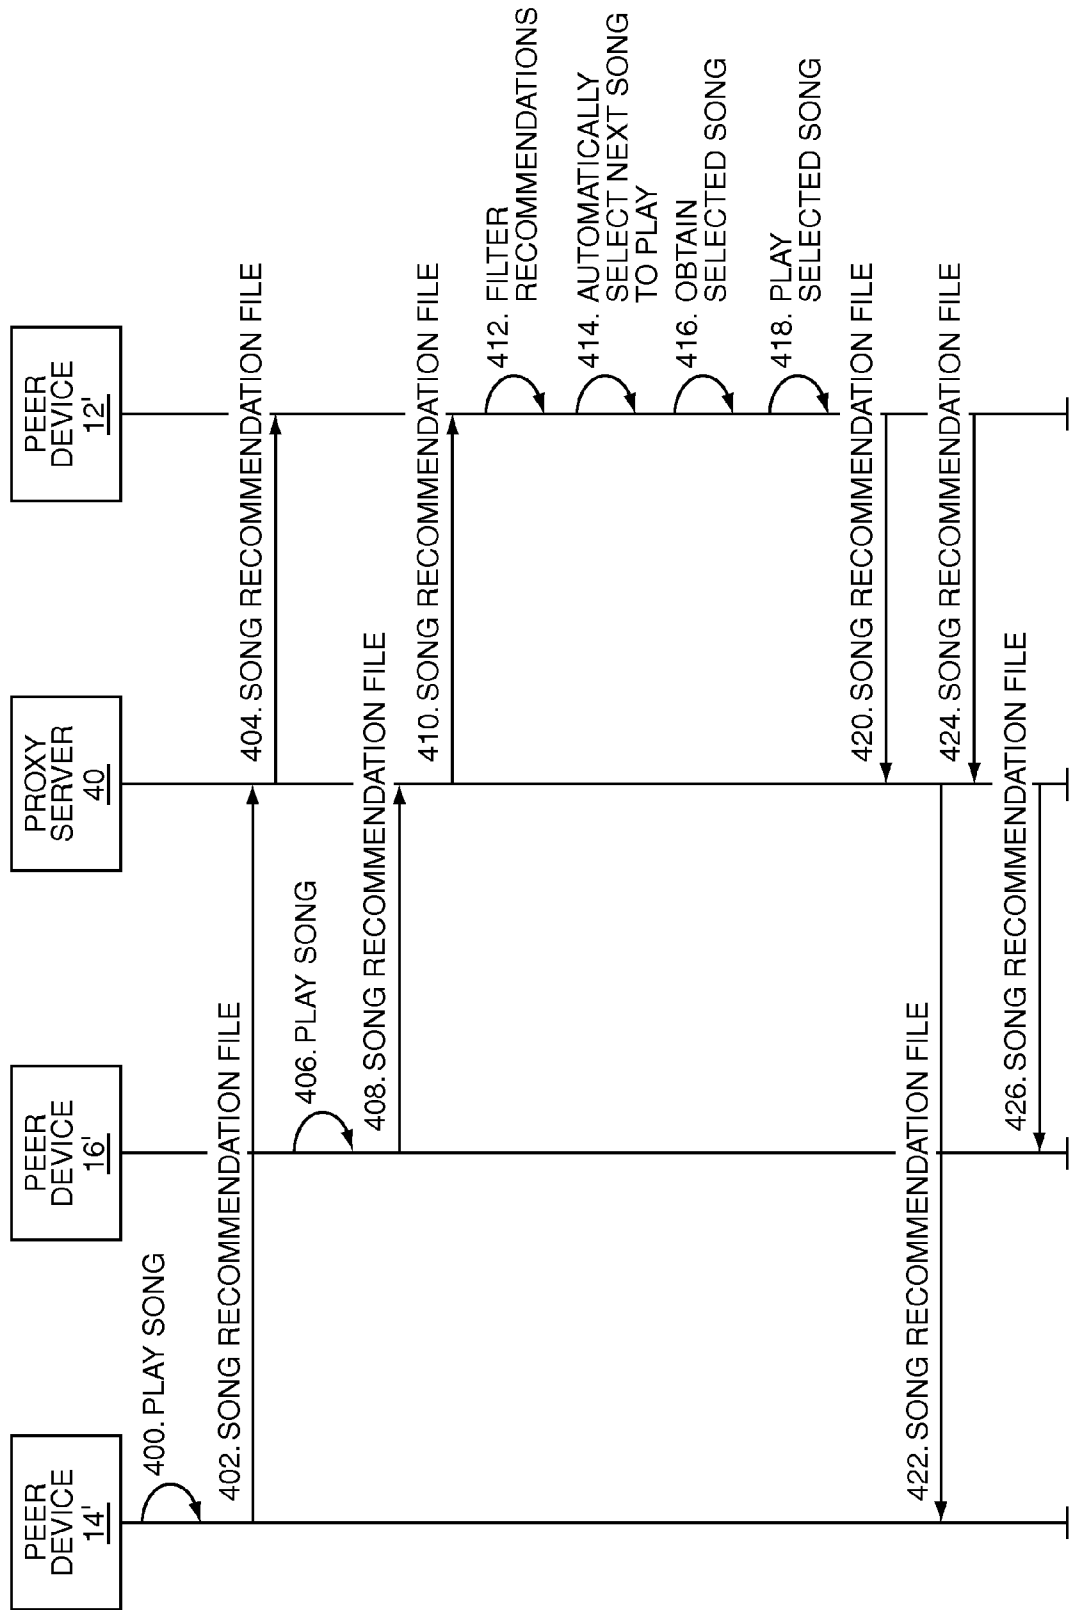 PEER
DEVICE
14'
PEER
DEVICE
16'
PROXY
SERVER
40
PEER
DEVICE
12'
400. PLAY SONG
402. SONG RECOMMENDATION FILE
404. SONG RECOMMENDATION FILE
406. PLAY SONG
408. SONG RECOMMENDATION FILE
410. SONG RECOMMENDATION FILE
412. FILTER
RECOMMENDATIONS
414. AUTOMATICALLY
SELECT NEXT SONG
TO PLAY
416. OBTAIN
SELECTED SONG
418. PLAY
SELECTED SONG
420. SONG RECOMMENDATION FILE
422. SONG RECOMMENDATION FILE
424. SONG RECOMMENDATION FILE
426. SONG RECOMMENDATION FILE